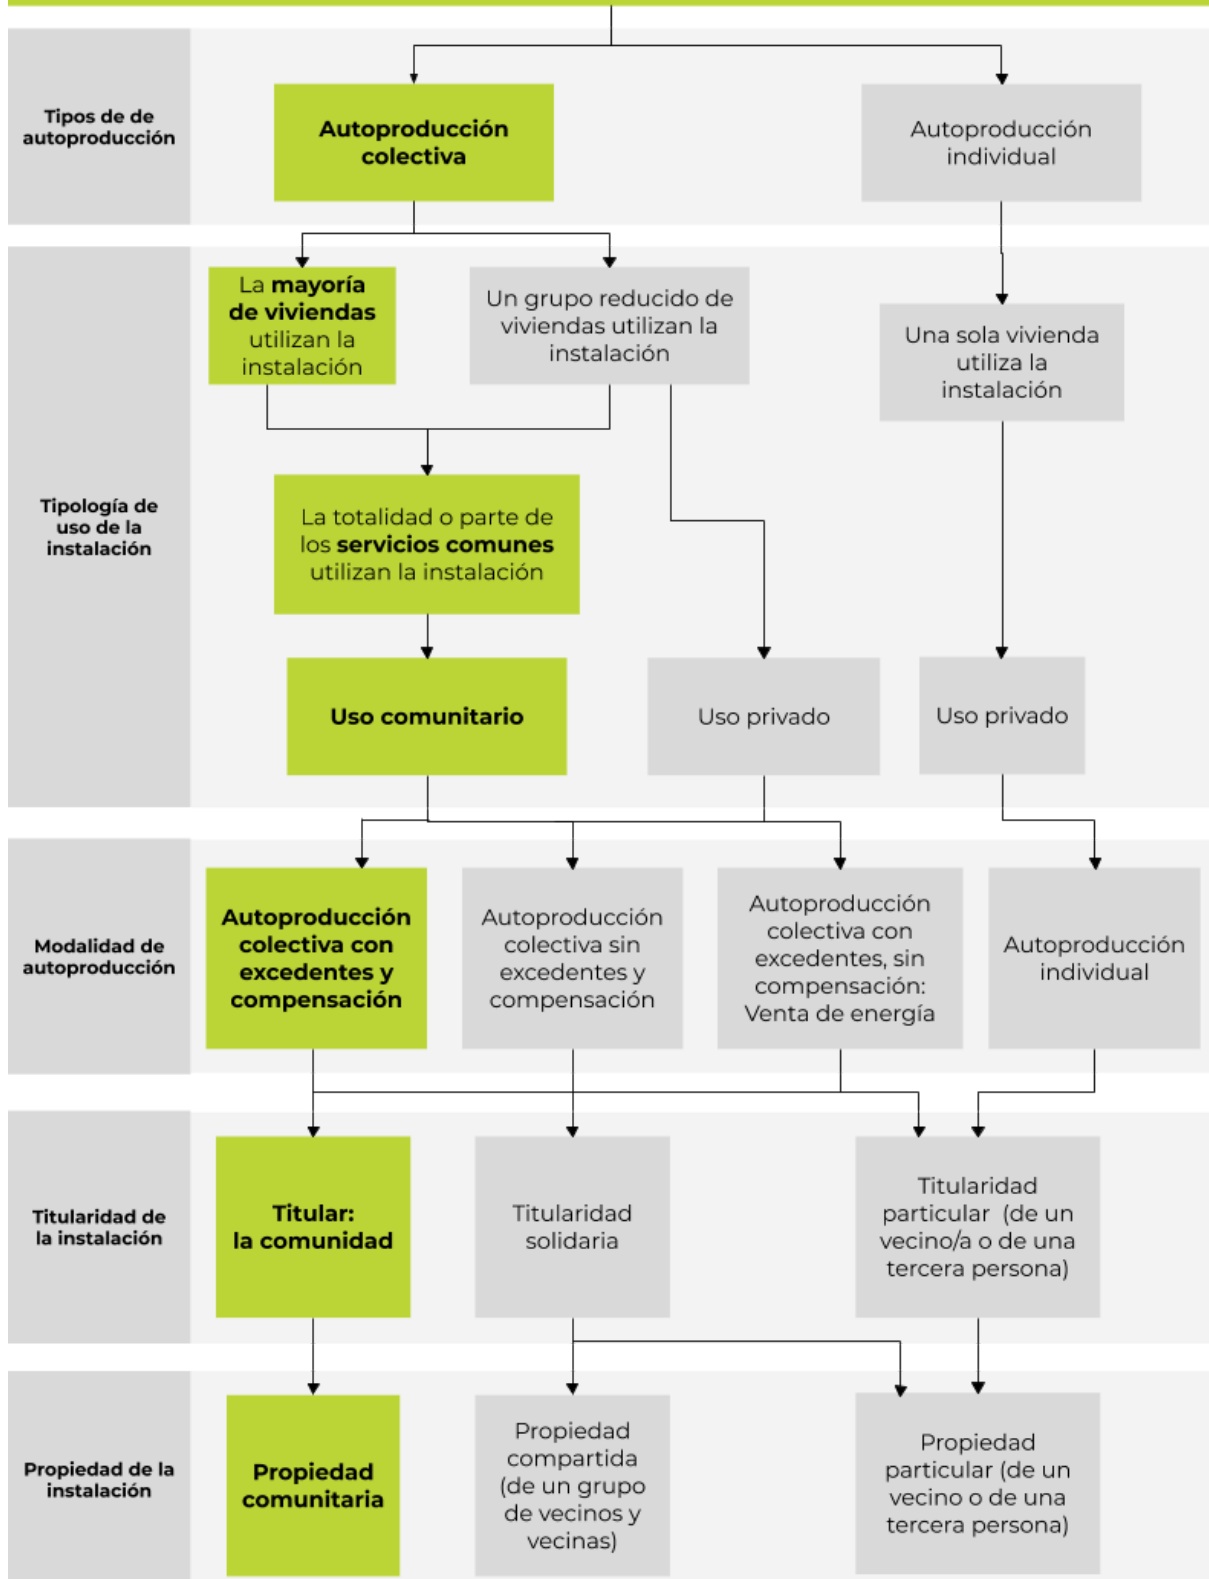 Tipos de de
autoproducción
Autoproducción
colectiva
Autoproducción
individual
Tipología de
uso de la
instalación
La mayoría
de viviendas
utilizan la
instalación
Un grupo reducido de
viviendas utilizan la
instalación
Una sola vivienda
utiliza la
instalación
La totalidad o parte de
los servicios comunes
utilizan la instalación
Uso comunitario
Uso privado
Uso privado
Modalidad de
autoproducción
Autoproducción
colectiva con
excedentes y
compensación
Autoproducción
colectiva sin
excedentes y
compensación
Autoproducción
colectiva con
excedentes, sin
compensación:
Venta de energía
Autoproducción
individual
Titularidad de
la instalación
Titular:
la comunidad
Titularidad
solidaria
Titularidad
particular (de un
vecino/a o de una
tercera persona)
Propiedad de la
instalación
Propiedad
comunitaria
Propiedad
compartida
(de un grupo
de vecinos y
vecinas)
Propiedad
particular (de un
vecino o de una
tercera persona)